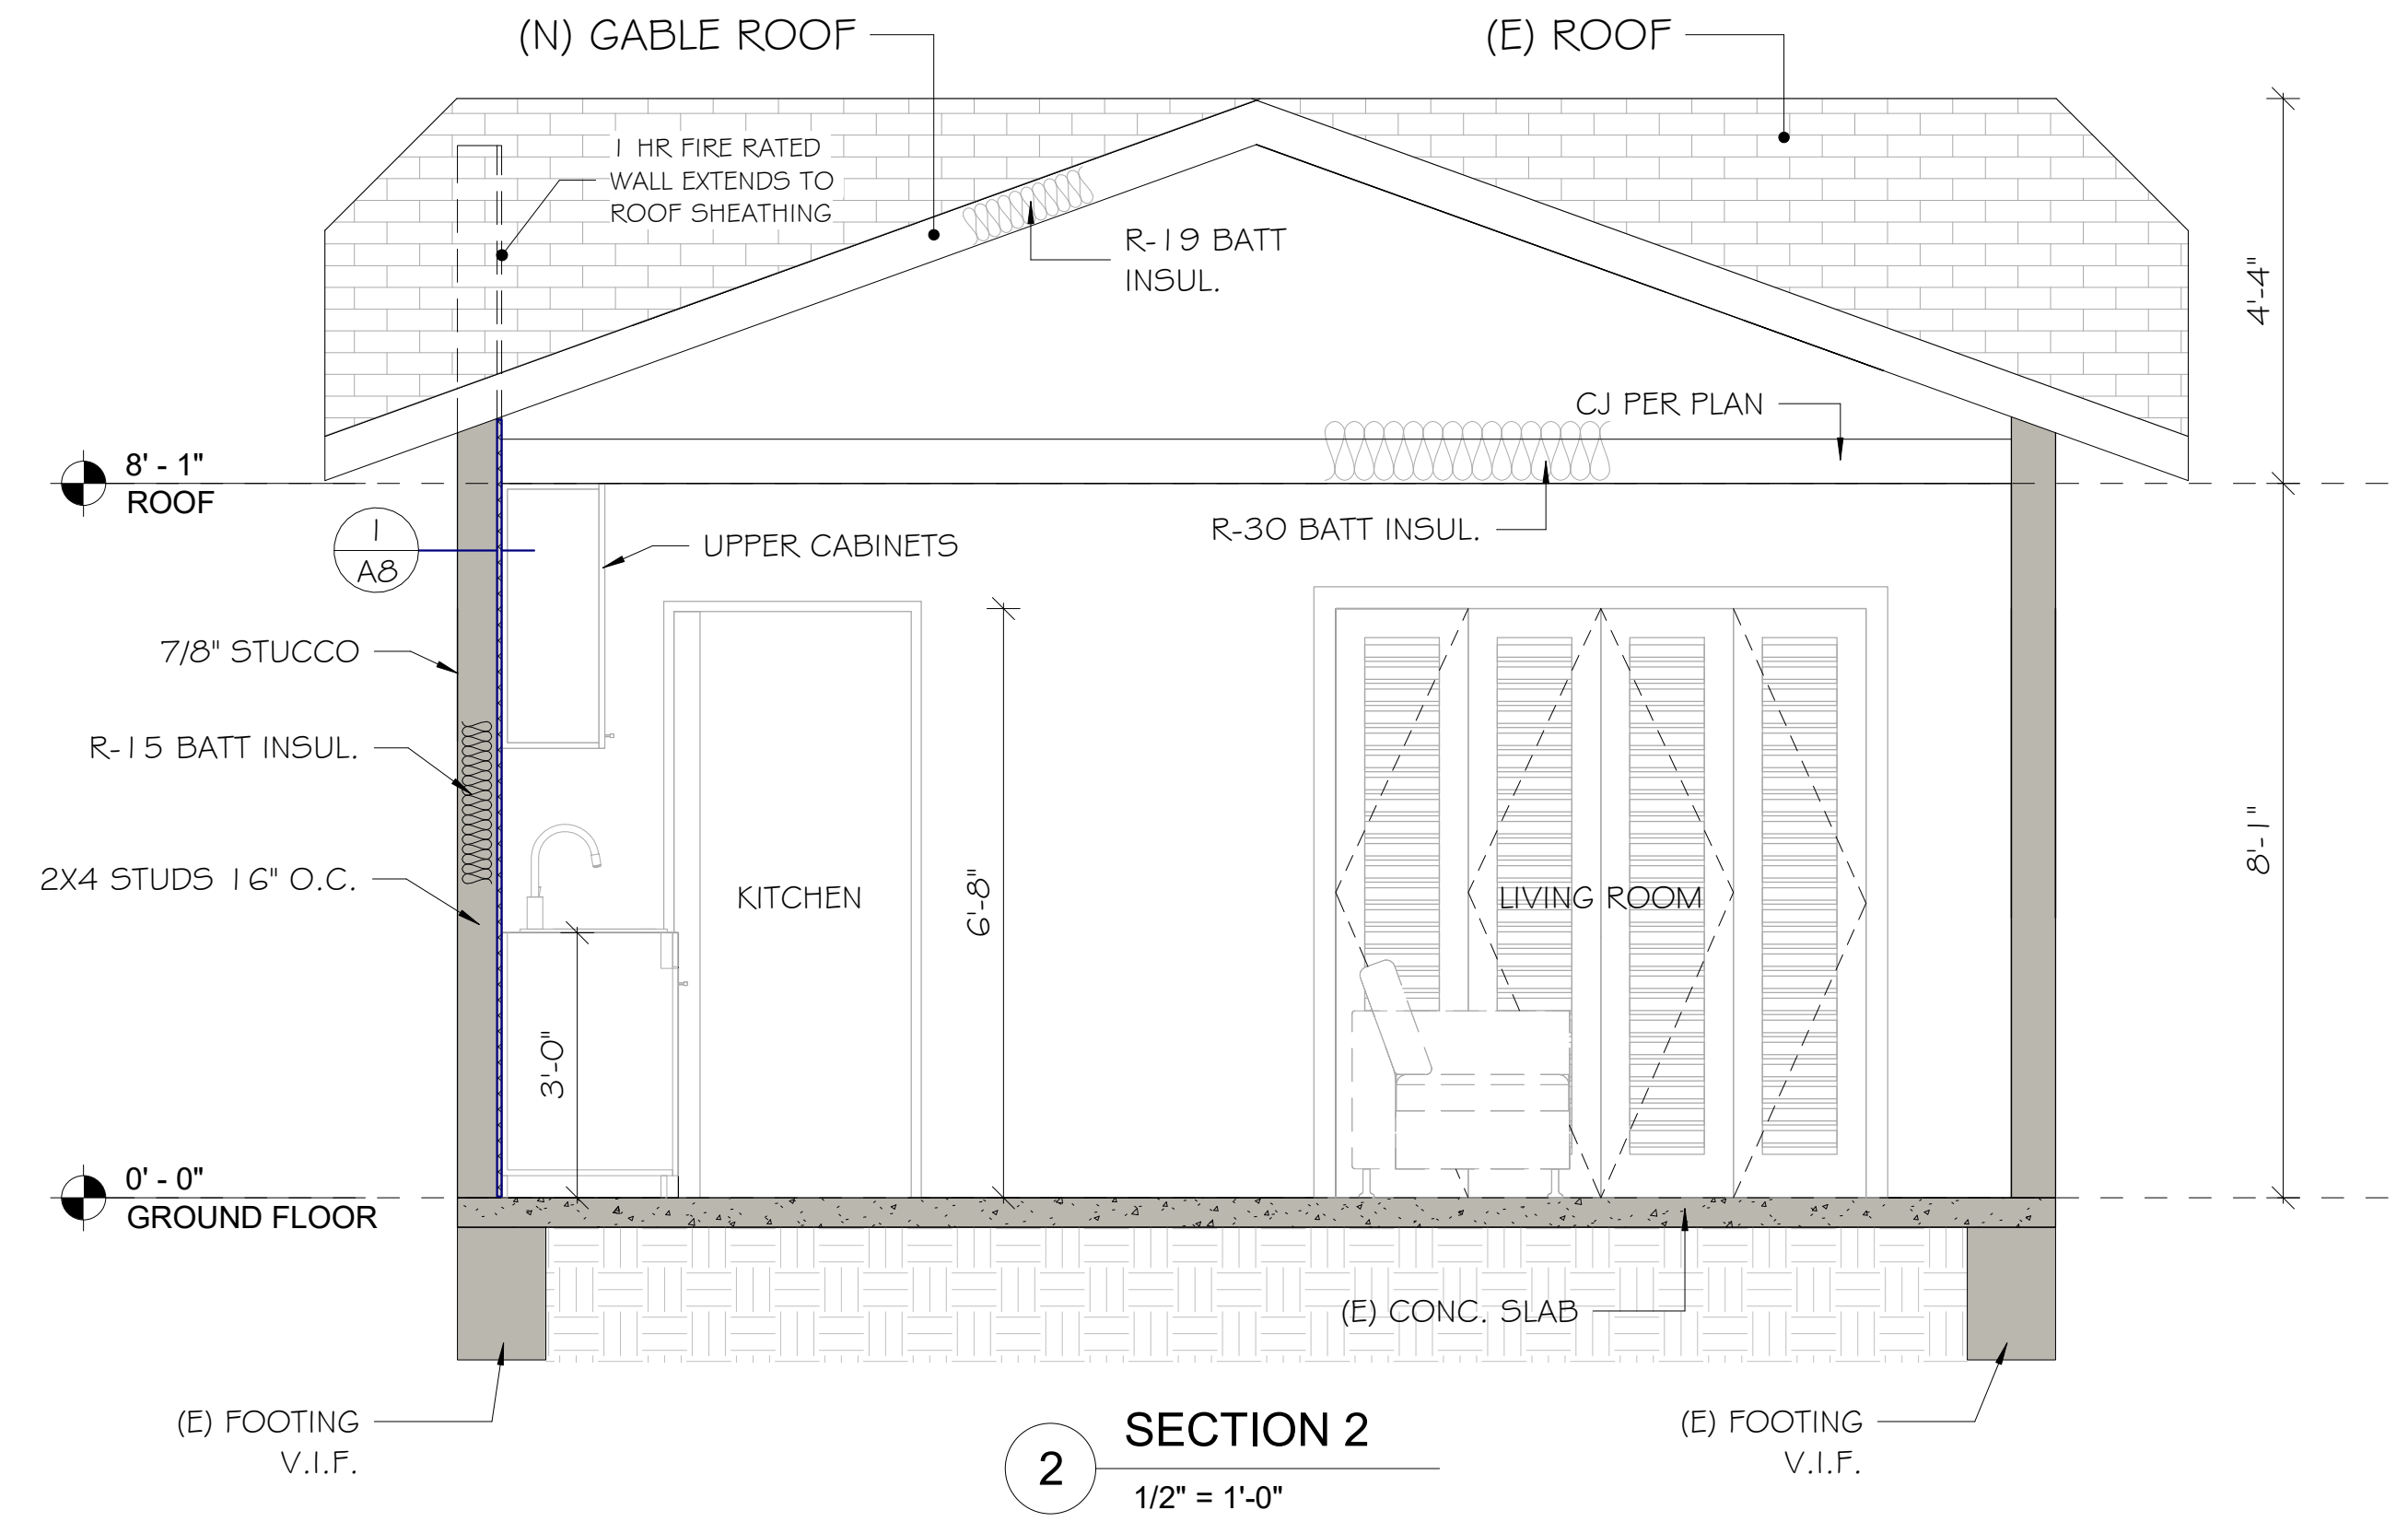 (N) GABLE ROOF
(E) ROOF
1 HR FIRE RATED
WALL EXTENDS TO
ROOF SHEATHING
R-19 BATT
INSUL.
4'-4"
CJ PER PLAN
8' - 1"
ROOF
R-30 BATT INSUL.
1
A8
UPPER CABINETS
7/8" STUCCO
R-15 BATT INSUL.
8'-1"
2X4 STUDS 16" O.C.
KITCHEN
6'-8"
LIVING ROOM
3'-0"
0' - 0"
GROUND FLOOR
(E) CONC. SLAB
(E) FOOTING
V.I.F.
(E) FOOTING
V.I.F.
2
SECTION 2
1/2" = 1'-0"